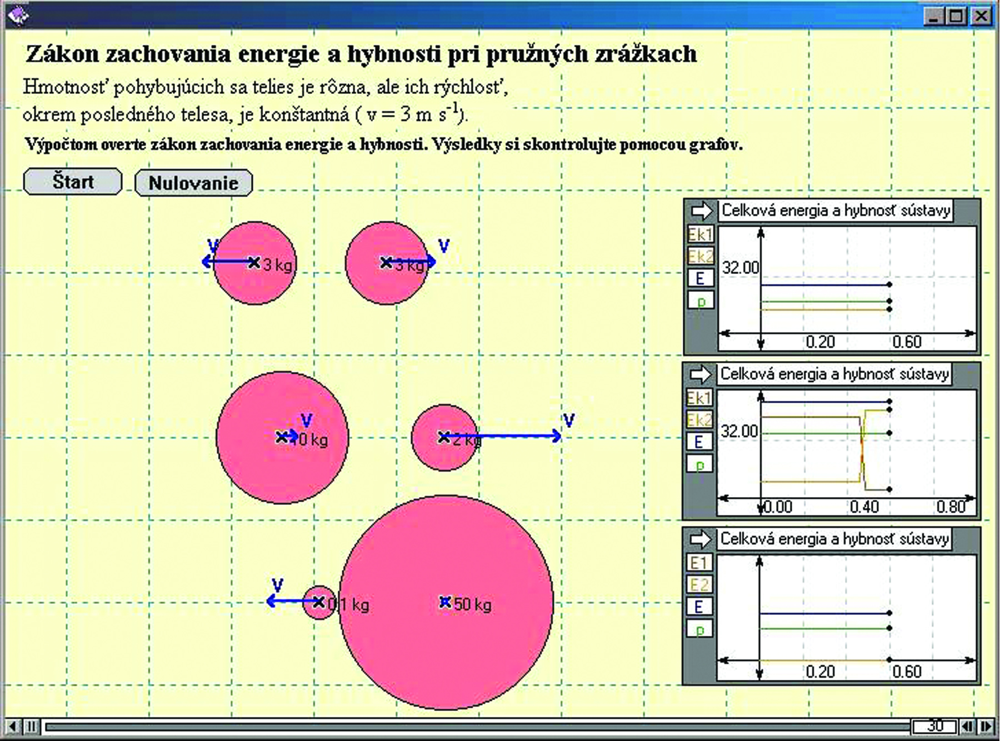 Zákon zachovania energie a hybnosti pri pružných zrážkach
Hmotnosť pohybujúcich sa telies je rôzna, ale ich rýchlosť,
okrem posledného telesa, je konštantná ( v = 3 m s⁻¹).
Výpočtom overte zákon zachovania energie a hybnosti. Výsledky si skontrolujte pomocou grafov.
Štart Nulovanie
V 3 kg
3 kg V
Celková energia a hybnosť sústavy
Ek1
Ek2
E
p
32.00
0.20 0.60
V 10 kg
2 kg V
Celková energia a hybnosť sústavy
Ek1
Ek2
E
p
32.00
0.00 0.40 0.80
V 0.1 kg
50 kg
Celková energia a hybnosť sústavy
E1
E2
E
p
0.20 0.60
30